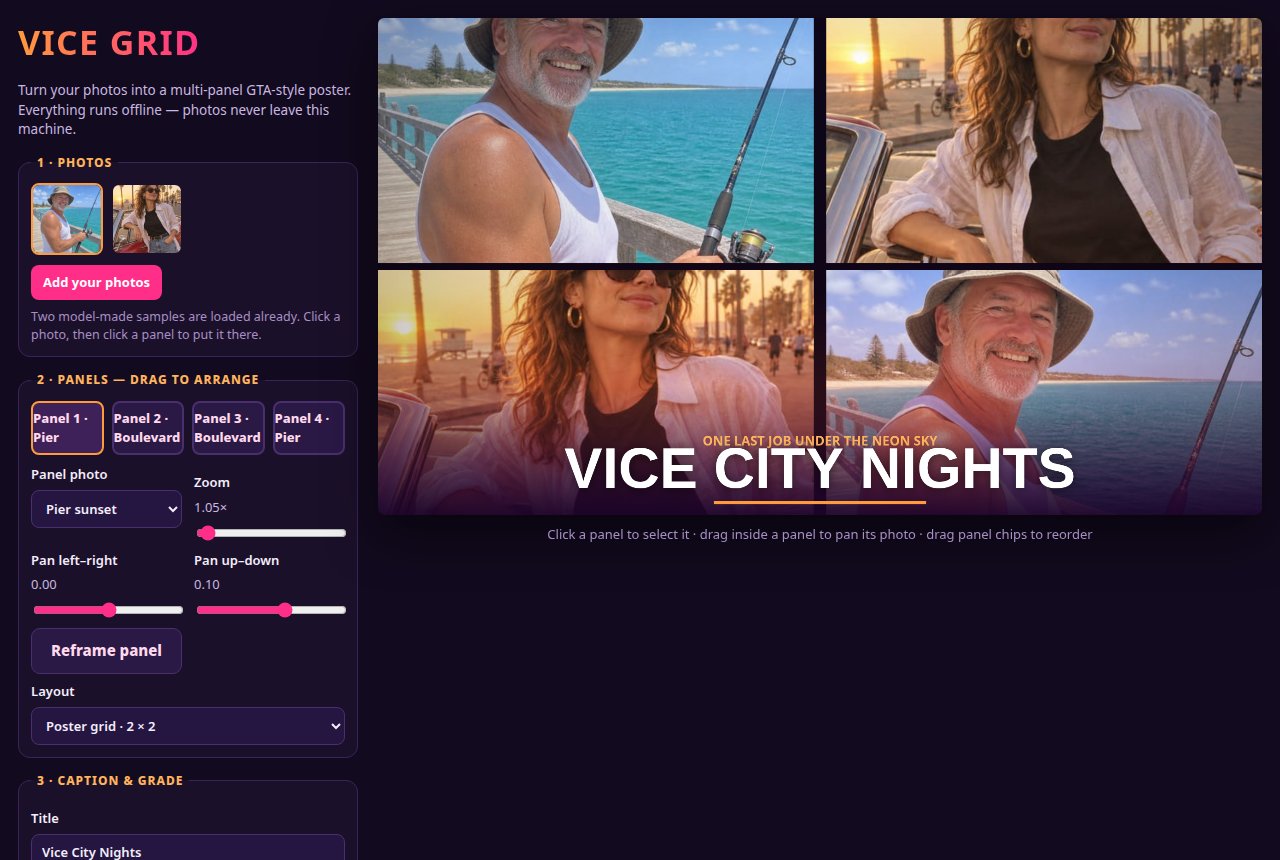 VICE GRID
Turn your photos into a multi-panel GTA-style poster.
Everything runs offline — photos never leave this
machine.
1 · PHOTOS
Add your photos
Two model-made samples are loaded already. Click a
photo, then click a panel to put it there.
2 · PANELS — DRAG TO ARRANGE
Panel 1 ·
Pier
Panel 2 ·
Boulevard
Panel 3 ·
Boulevard
Panel 4 ·
Pier
Panel photo
Pier sunset
Zoom
1.05×
Pan left–right
0.00
Pan up–down
0.10
Reframe panel
Layout
Poster grid · 2 × 2
3 · CAPTION & GRADE
Title
Vice City Nights
ONE LAST JOB UNDER THE NEON SKY
VICE CITY NIGHTS
Click a panel to select it · drag inside a panel to pan its photo · drag panel chips to reorder